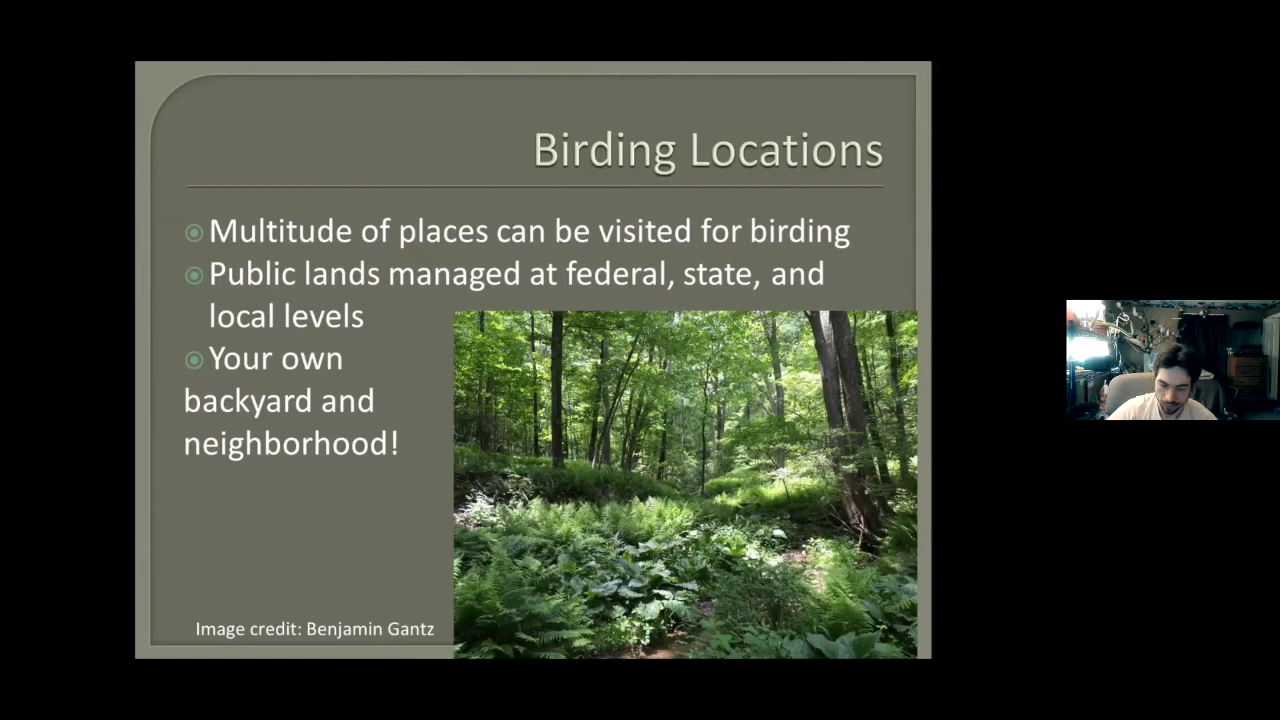 Birding Locations
Multitude of places can be visited for birding
Public lands managed at federal, state, and
local levels
Your own
backyard and
neighborhood!
Image credit: Benjamin Gantz